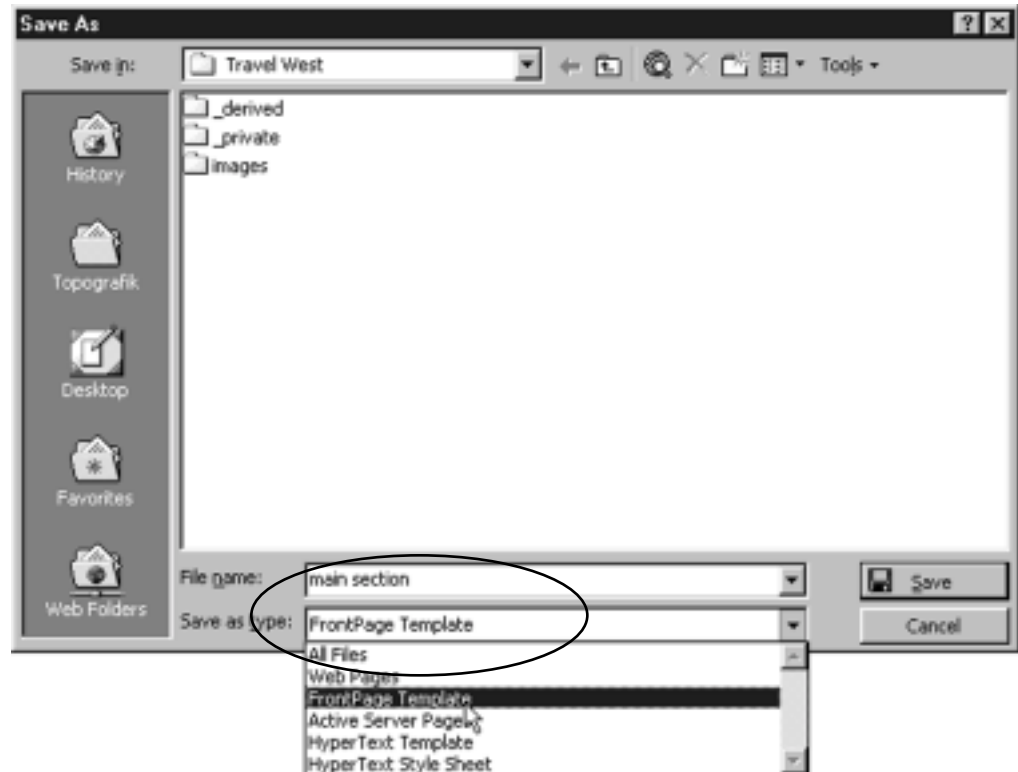 Save As
Save in:
Travel West
Tools
_derived
_private
images
History
Topografik
Desktop
Favorites
Web Folders
File name:
main section
Save
Save as type:
FrontPage Template
Cancel
All Files
Web Pages
FrontPage Template
Active Server Pages
HyperText Template
HyperText Style Sheet